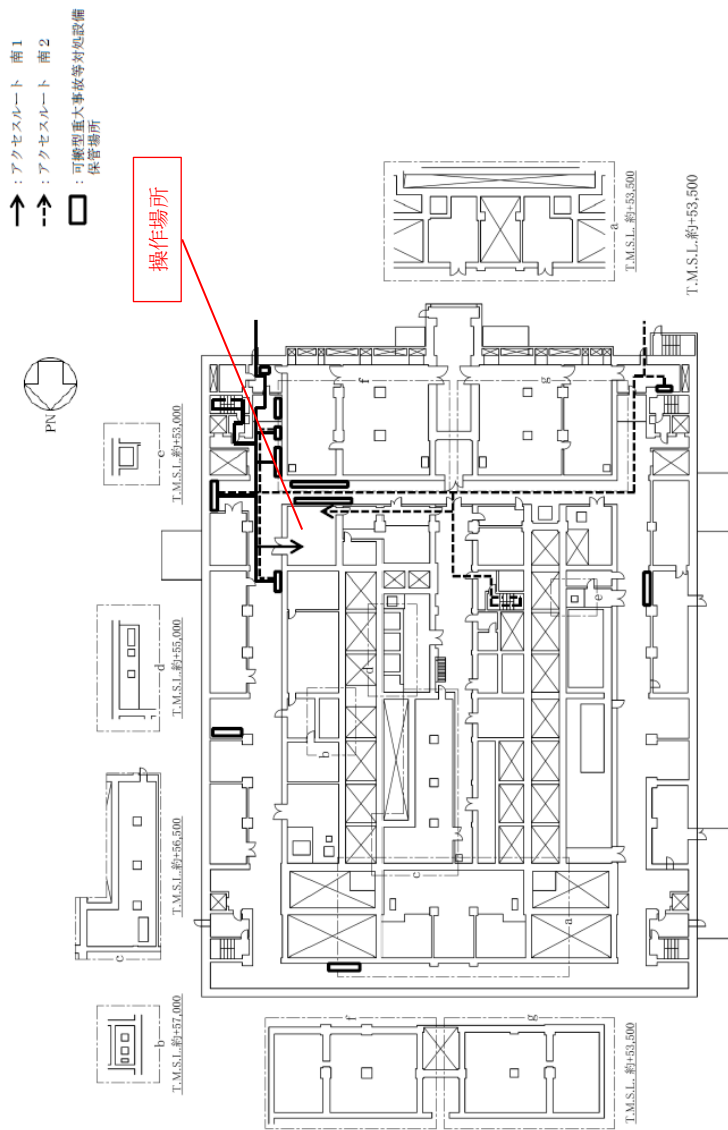 ：アクセスルート　南１
：アクセスルート　南２
：可搬型重大事故等対処設備
保管場所
操作場所
PN
e
T.M.S.L.約+53,000
d
T.M.S.L.約+55,000
c
T.M.S.L.約+56,500
b
T.M.S.L.約+57,000
a
T.M.S.L. 約+53,500
T.M.S.L.約+53,500
f
g
e
d
b
c
a
f
g
T.M.S.L. 約+53,500